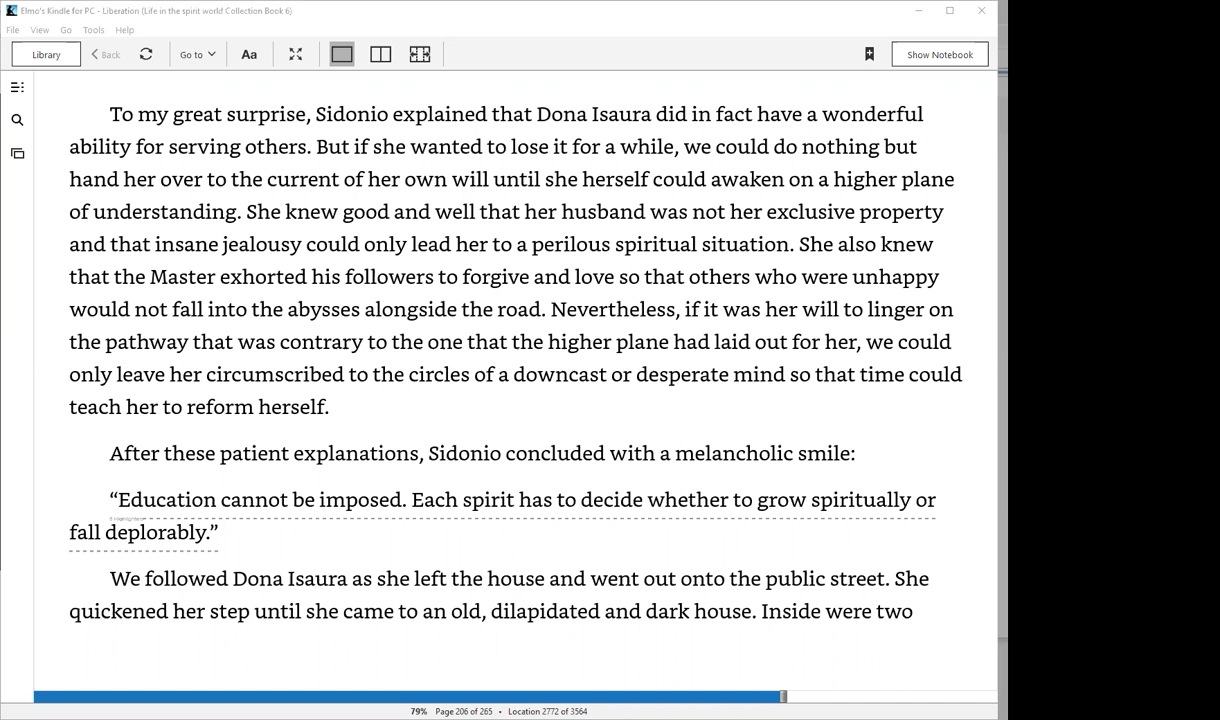 Elmo's Kindle for PC - Liberation (Life in the spirit world Collection Book 6)
File View Go Tools Help
Library Back Go to Aa Show Notebook
To my great surprise, Sidonio explained that Dona Isaura did in fact have a wonderful
ability for serving others. But if she wanted to lose it for a while, we could do nothing but
hand her over to the current of her own will until she herself could awaken on a higher plane
of understanding. She knew good and well that her husband was not her exclusive property
and that insane jealousy could only lead her to a perilous spiritual situation. She also knew
that the Master exhorted his followers to forgive and love so that others who were unhappy
would not fall into the abysses alongside the road. Nevertheless, if it was her will to linger on
the pathway that was contrary to the one that the higher plane had laid out for her, we could
only leave her circumscribed to the circles of a downcast or desperate mind so that time could
teach her to reform herself.
After these patient explanations, Sidonio concluded with a melancholic smile:
“Education cannot be imposed. Each spirit has to decide whether to grow spiritually or
fall deplorably.”
We followed Dona Isaura as she left the house and went out onto the public street. She
quickened her step until she came to an old, dilapidated and dark house. Inside were two
79% Page 206 of 265 • Location 2772 of 3564